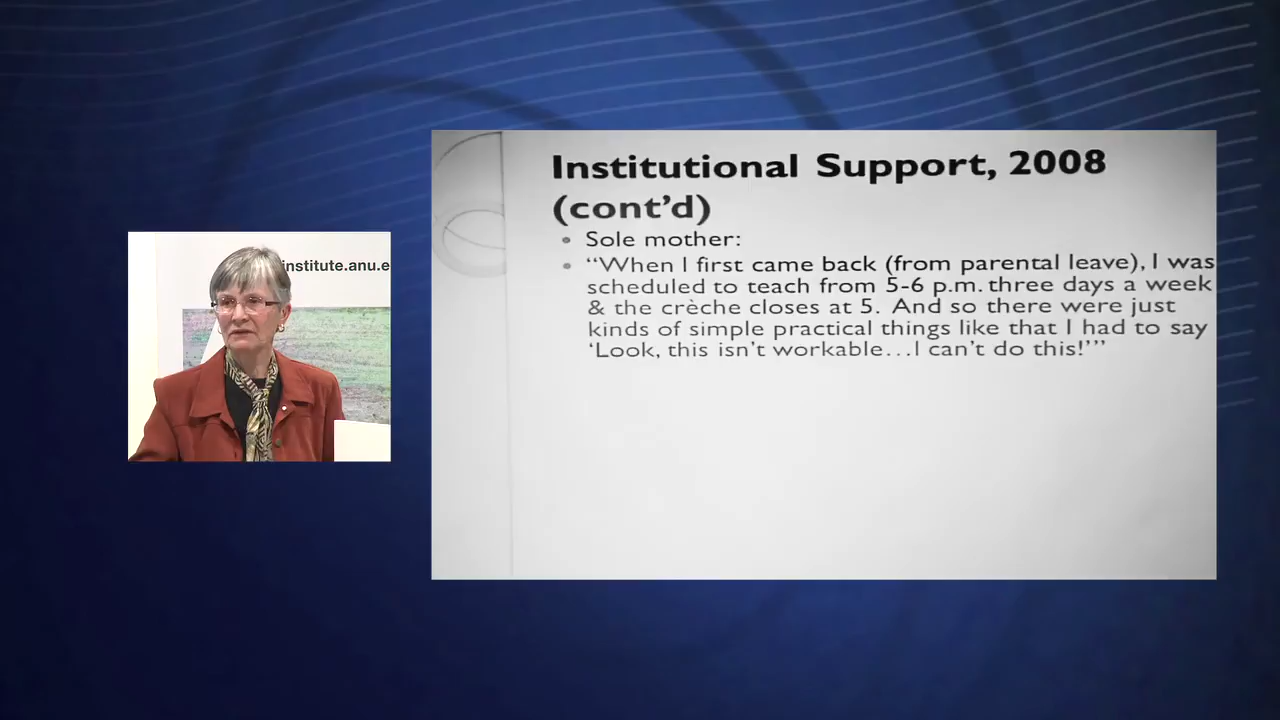 institute.anu.e
Institutional Support, 2008
(cont'd)
• Sole mother:
• “When I first came back (from parental leave), I was
scheduled to teach from 5-6 p.m. three days a week
& the crèche closes at 5. And so there were just
kinds of simple practical things like that I had to say
‘Look, this isn’t workable…I can’t do this!’”